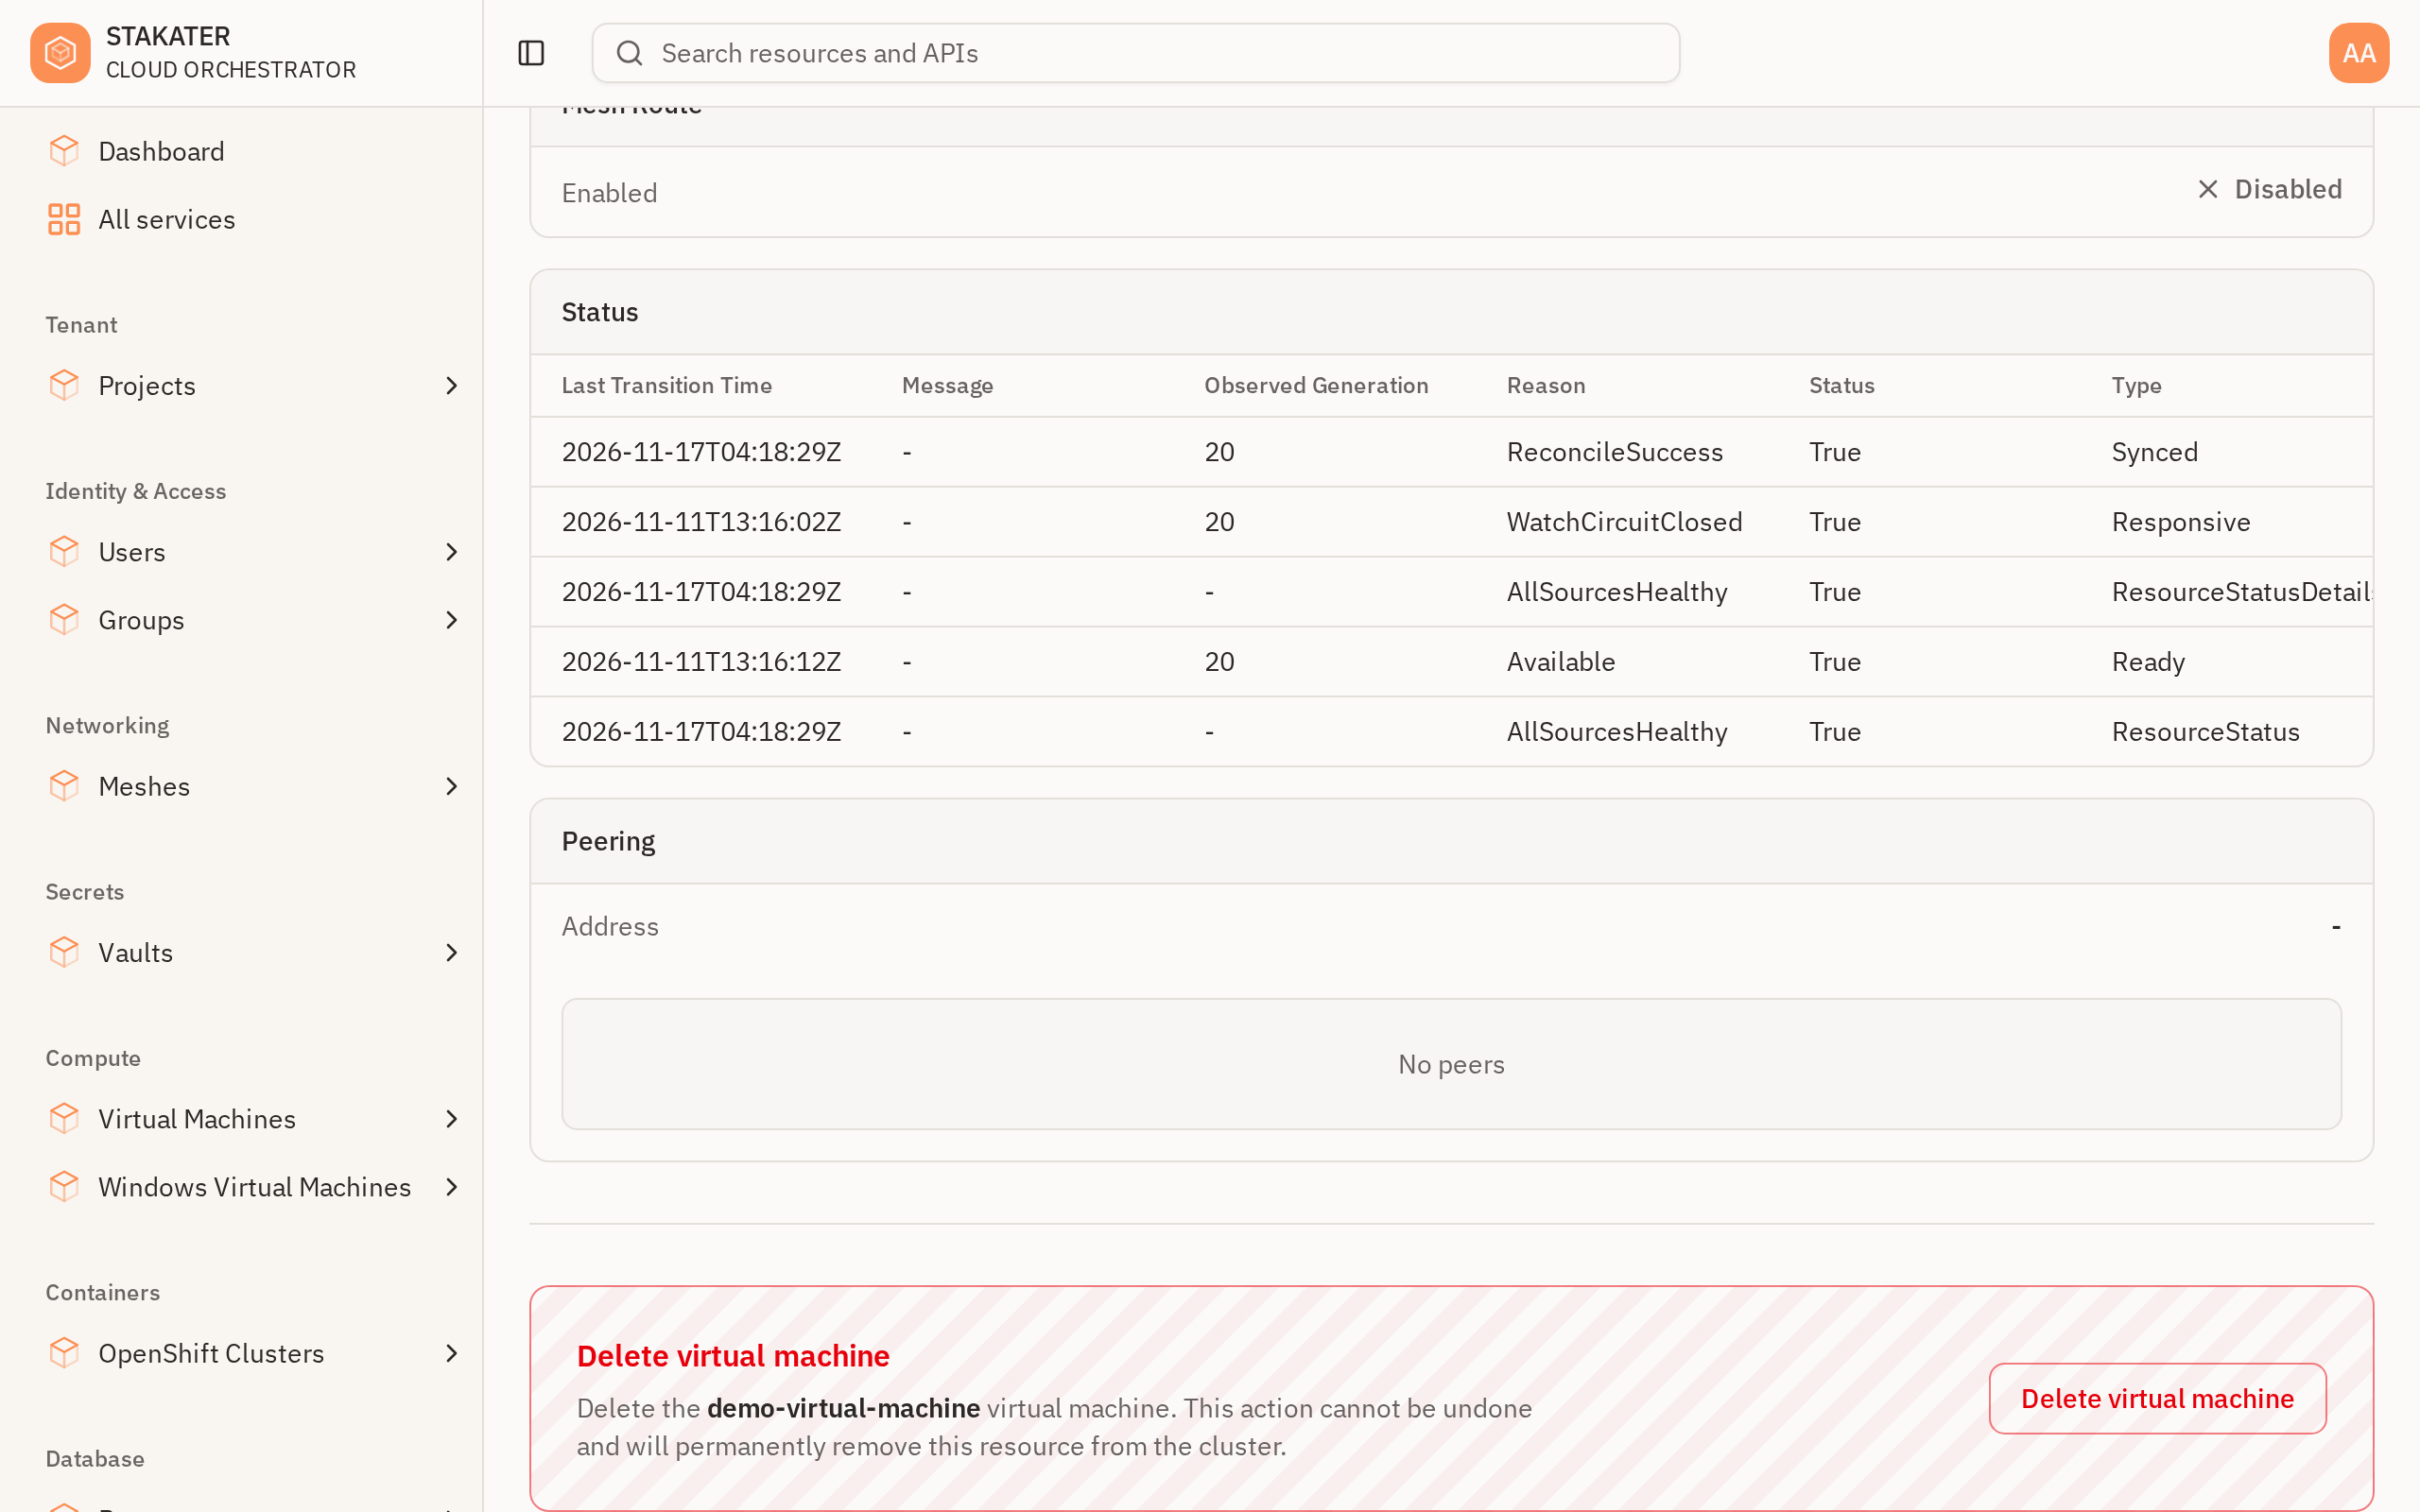 STAKATER
CLOUD ORCHESTRATOR
Search resources and APIs
AA
Dashboard
All services
Tenant
Projects
Identity & Access
Users
Groups
Networking
Meshes
Secrets
Vaults
Compute
Virtual Machines
Windows Virtual Machines
Containers
OpenShift Clusters
Database
Mesh Route
Enabled
Disabled
Status
Last Transition Time Message Observed Generation Reason Status Type
2026-11-17T04:18:29Z - 20 ReconcileSuccess True Synced
2026-11-11T13:16:02Z - 20 WatchCircuitClosed True Responsive
2026-11-17T04:18:29Z - - AllSourcesHealthy True ResourceStatusDetails
2026-11-11T13:16:12Z - 20 Available True Ready
2026-11-17T04:18:29Z - - AllSourcesHealthy True ResourceStatus
Peering
Address -
No peers
Delete virtual machine
Delete the demo-virtual-machine virtual machine. This action cannot be undone
and will permanently remove this resource from the cluster.
Delete virtual machine